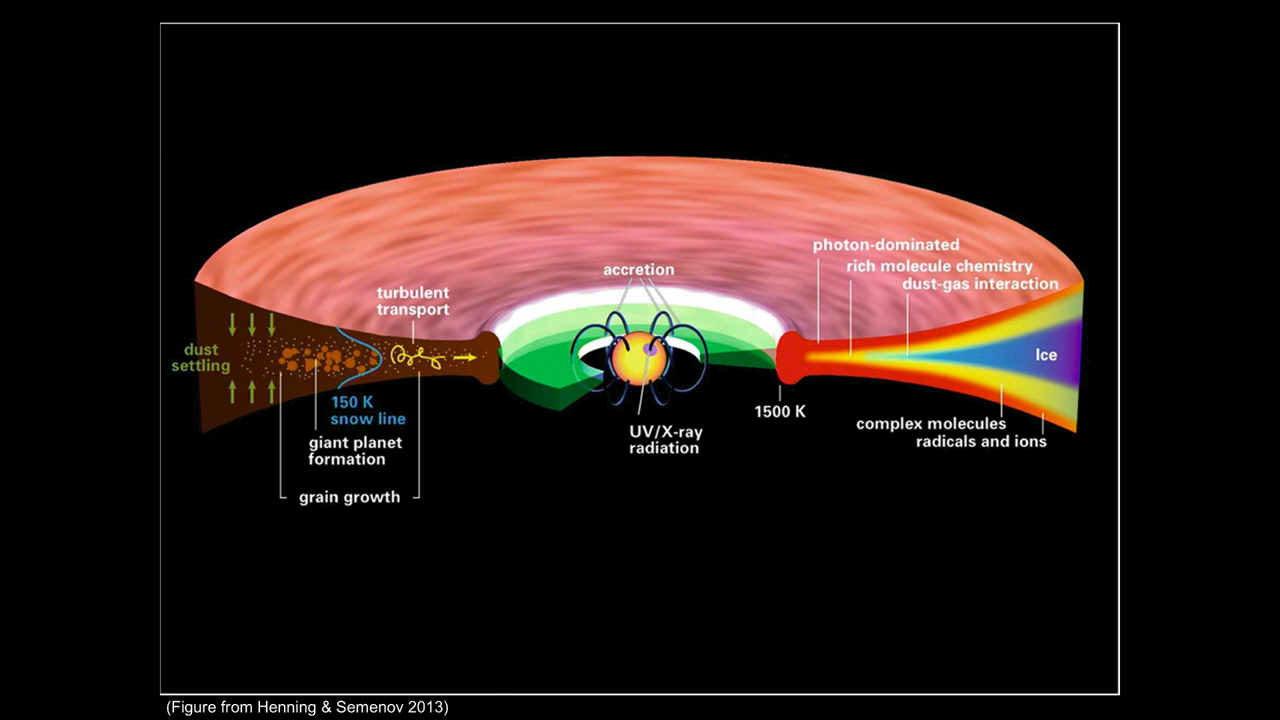 photon-dominated
rich molecule chemistry
accretion
dust-gas interaction
turbulent
transport
dust
settling
Ice
150 K
snow line
1500 K
complex molecules
UV/X-ray
radiation
giant planet
formation
radicals and ions
grain growth
(Figure from Henning & Semenov 2013)